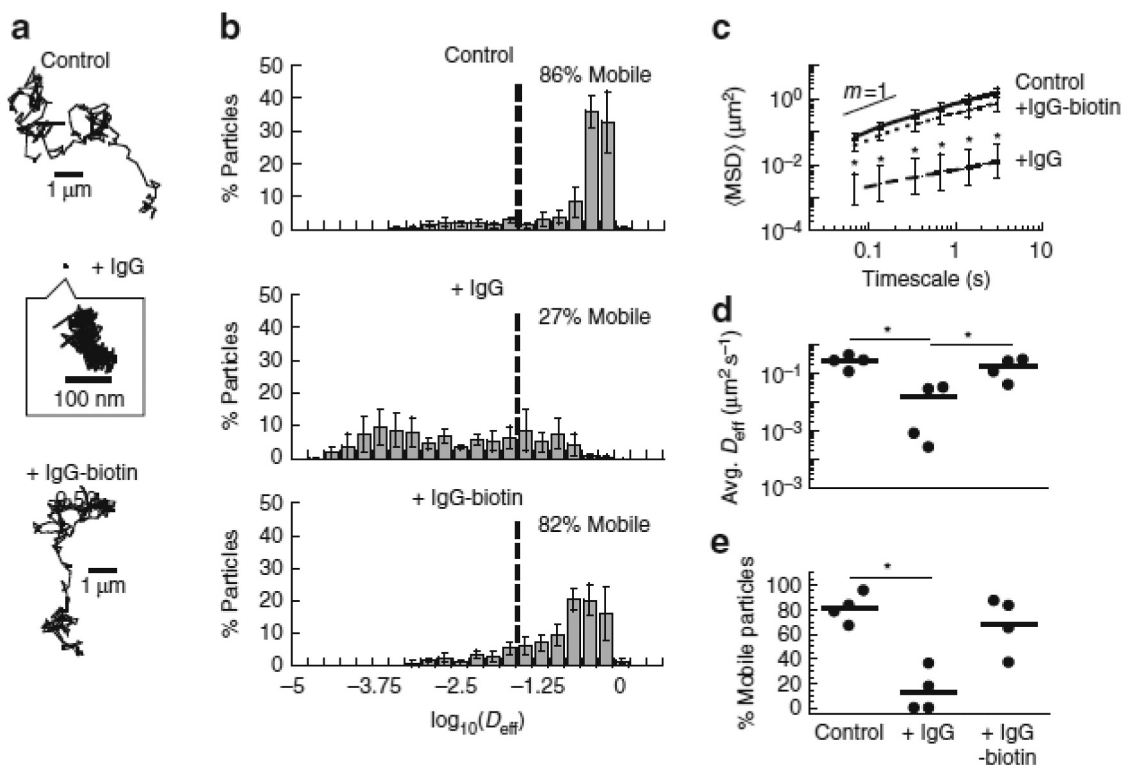 a
Control
1 μm
+ IgG
100 nm
+ IgG-biotin
1 μm
b
Control
86% Mobile
% Particles
50
40
30
20
10
0
+ IgG
27% Mobile
% Particles
50
40
30
20
10
0
+ IgG-biotin
82% Mobile
% Particles
50
40
30
20
10
0
−5 −3.75 −2.5 −1.25 0
log10(Deff)
c
⟨MSD⟩ (μm²)
10⁰
10⁻²
10⁻⁴
m=1
Control
+IgG-biotin
+IgG
* * * * * *
0.1 1 10
Timescale (s)
d
Avg. Deff (μm² s⁻¹)
10⁻¹
10⁻³
10⁻³
* *
e
% Mobile particles
100
80
60
40
20
0
*
Control + IgG + IgG
-biotin